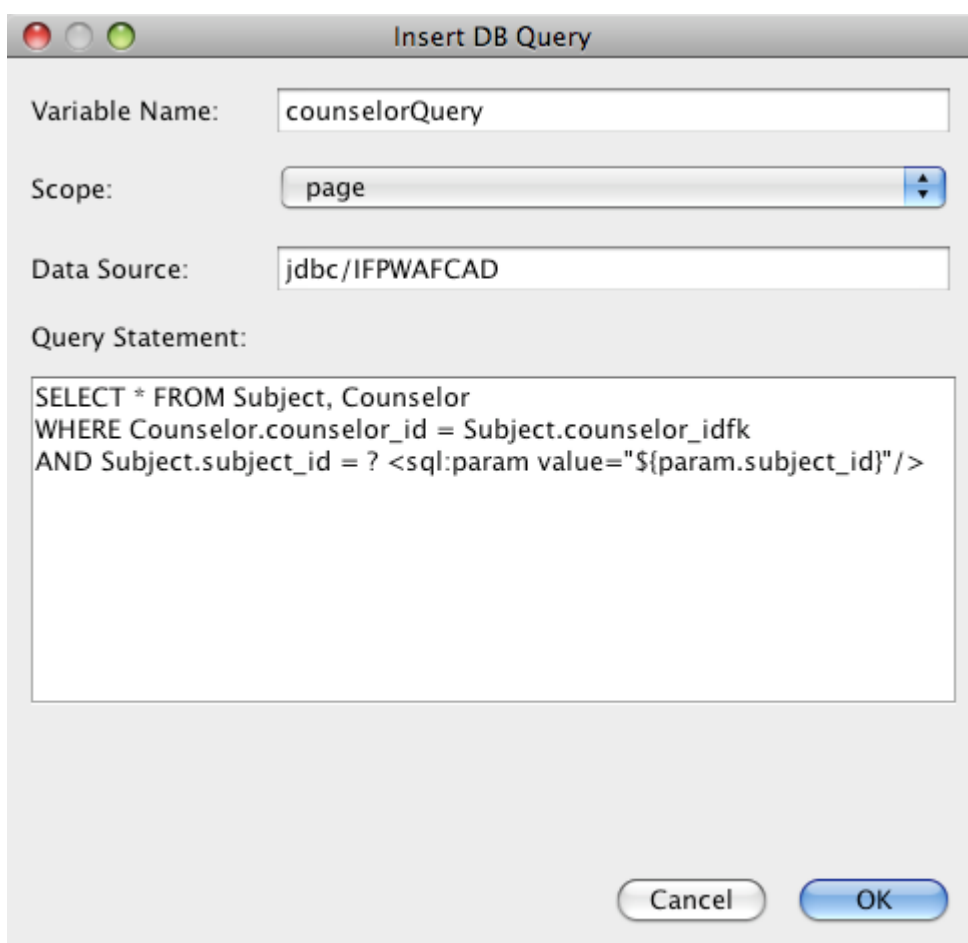 Insert DB Query
Variable Name: counselorQuery
Scope: page
Data Source: jdbc/IFPWAFCAD
Query Statement:
SELECT * FROM Subject, Counselor
WHERE Counselor.counselor_id = Subject.counselor_idfk
AND Subject.subject_id = ? <sql:param value="${param.subject_id}"/>
Cancel OK